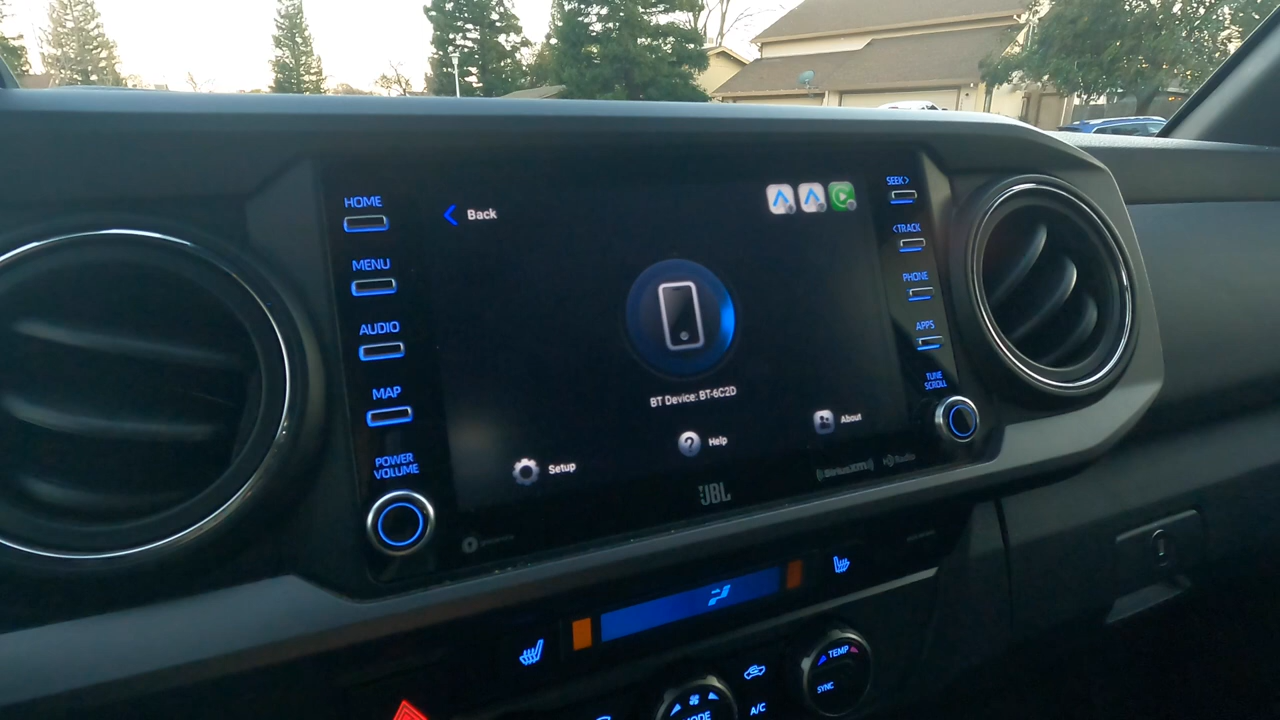 HOME
MENU
AUDIO
MAP
POWER
VOLUME
Back
BT Device: BT-6C2D
Setup
?
Help
About
JBL
SiriusXM
HD Radio
SEEK>
<TRACK
PHONE
APPS
TUNE
SCROLL
TEMP
SYNC
A/C
MODE